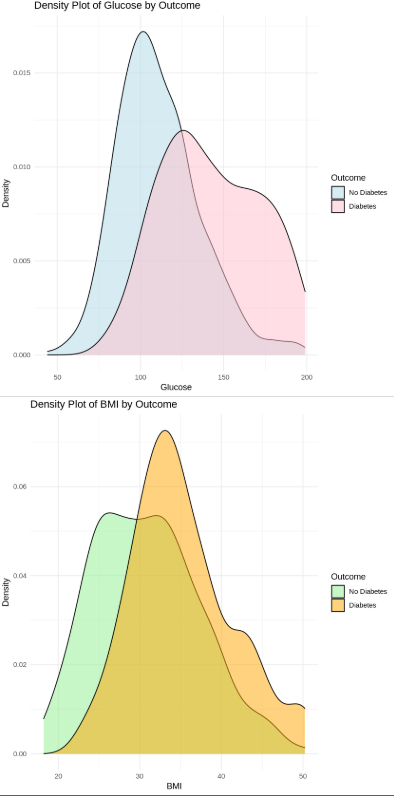 Density Plot of Glucose by Outcome
0.015
0.010
0.005
0.000
Density
50 100 150 200
Glucose
Outcome
No Diabetes
Diabetes
Density Plot of BMI by Outcome
0.06
0.04
0.02
0.00
Density
20 30 40 50
BMI
Outcome
No Diabetes
Diabetes